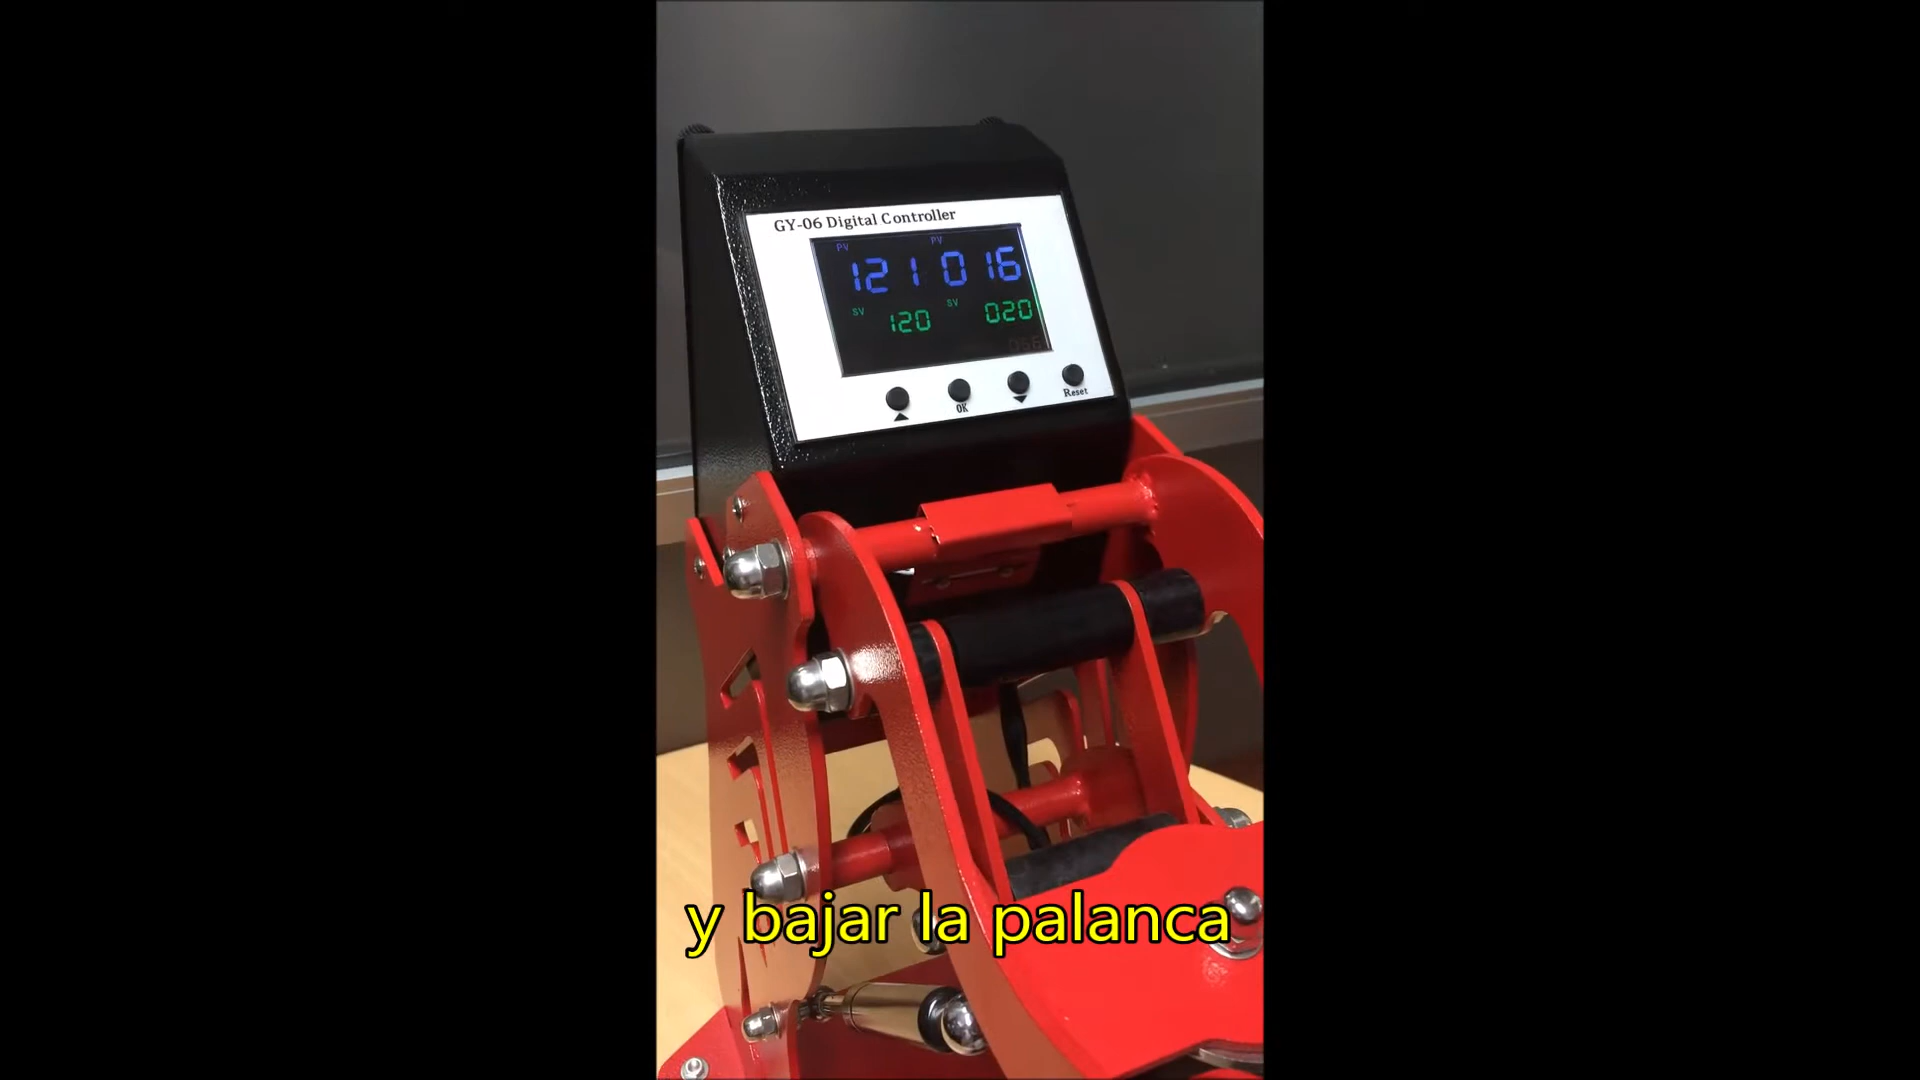 GY-06 Digital Controller
PV PV
121 016
SV SV
120 020
OK
Reset
y bajar la palanca